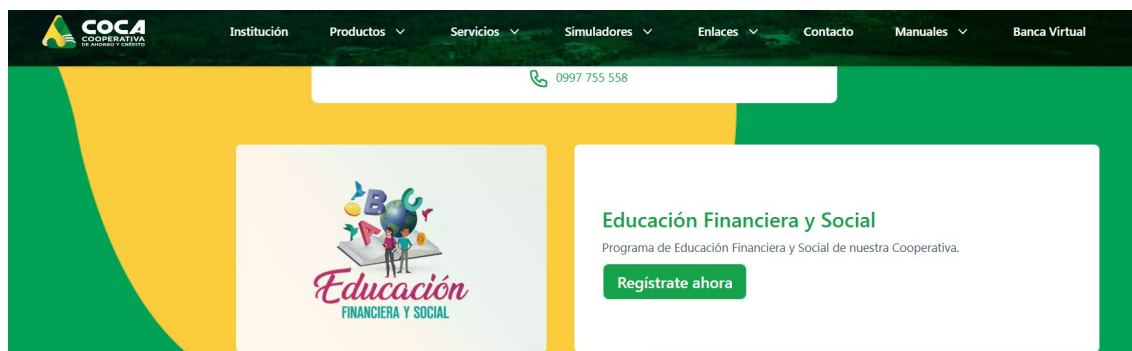 COCA
COOPERATIVA
DE AHORRO Y CRÉDITO
Institución
Productos
Servicios
Simuladores
Enlaces
Contacto
Manuales
Banca Virtual
0997 755 558
A B C
Educación
FINANCIERA Y SOCIAL
Educación Financiera y Social
Programa de Educación Financiera y Social de nuestra Cooperativa.
Regístrate ahora